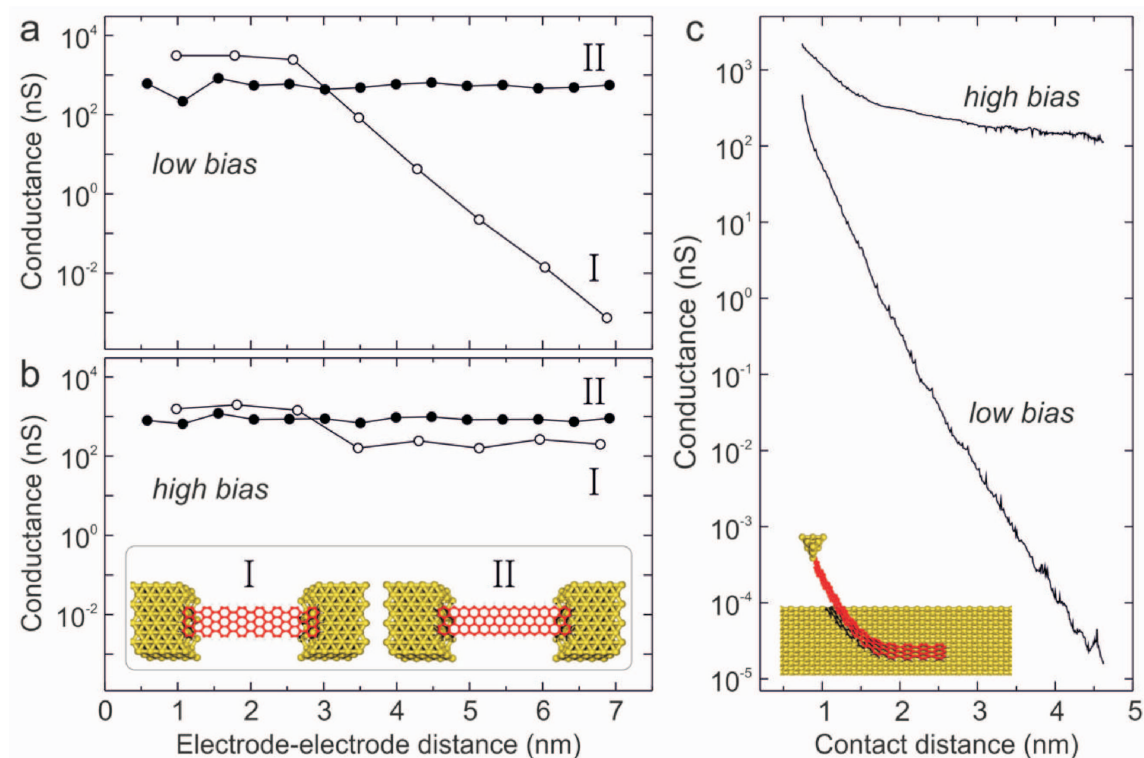 a
10^4
10^2
10^0
10^-2
Conductance (nS)
low bias
II
I
b
10^4
10^2
10^0
10^-2
Conductance (nS)
high bias
II
I
I
II
0 1 2 3 4 5 6 7
Electrode-electrode distance (nm)
c
10^3
10^2
10^1
10^0
10^-1
10^-2
10^-3
10^-4
10^-5
Conductance (nS)
high bias
low bias
1 2 3 4 5
Contact distance (nm)